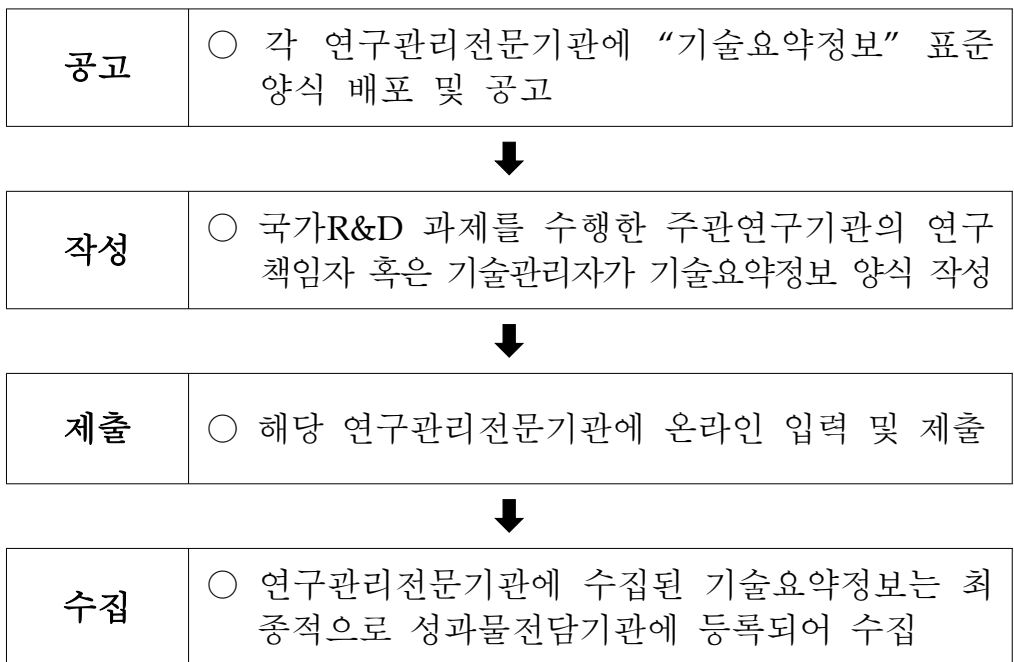 공고
○ 각 연구관리전문기관에 “기술요약정보” 표준
양식 배포 및 공고
작성
○ 국가R&D 과제를 수행한 주관연구기관의 연구
책임자 혹은 기술관리자가 기술요약정보 양식 작성
제출
○ 해당 연구관리전문기관에 온라인 입력 및 제출
수집
○ 연구관리전문기관에 수집된 기술요약정보는 최
종적으로 성과물전담기관에 등록되어 수집